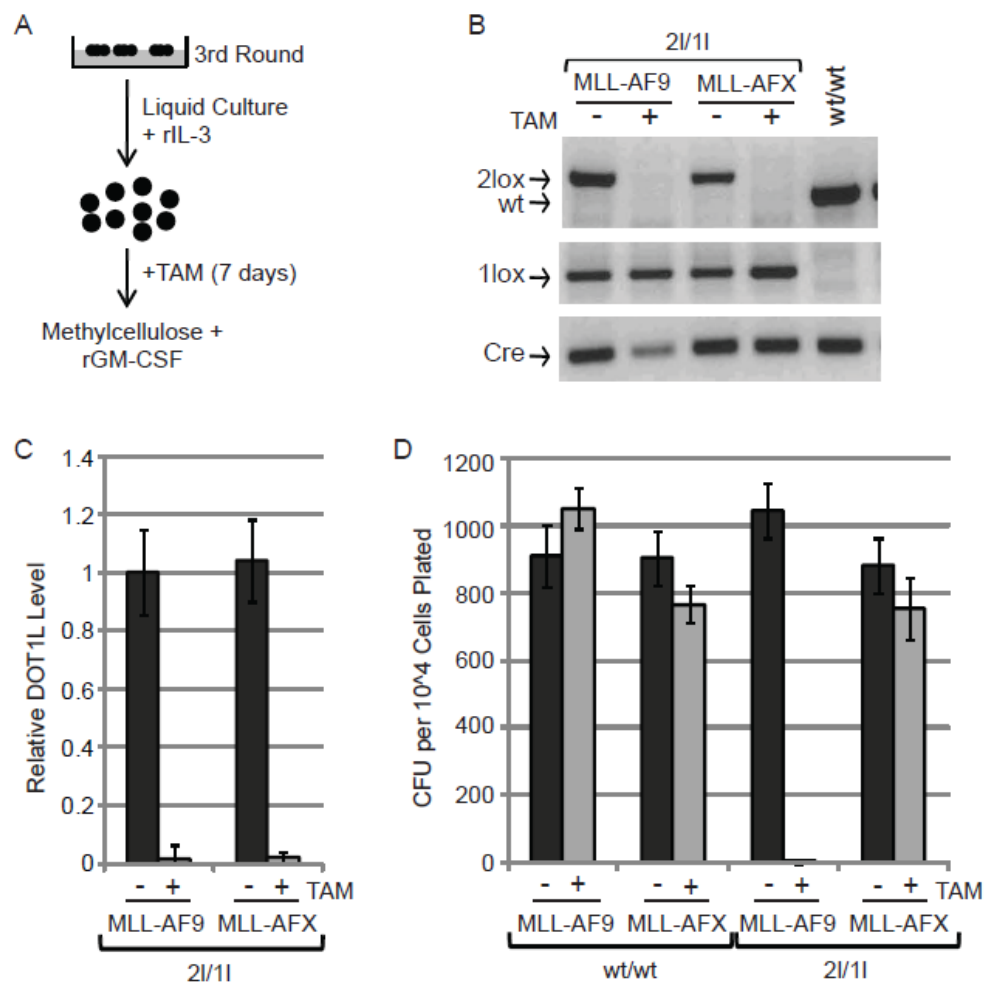 A
3rd Round
Liquid Culture
+ rIL-3
+TAM (7 days)
Methylcellulose +
rGM-CSF
B
2l/1l
MLL-AF9 MLL-AFX wt/wt
TAM - + - +
2lox
wt
1lox
Cre
C
Relative DOT1L Level
1.4
1.2
1
0.8
0.6
0.4
0.2
0
- + - + TAM
MLL-AF9 MLL-AFX
2l/1l
D
CFU per 10^4 Cells Plated
1200
1000
800
600
400
200
0
- + - + - + - + TAM
MLL-AF9 MLL-AFX MLL-AF9 MLL-AFX
wt/wt 2l/1l